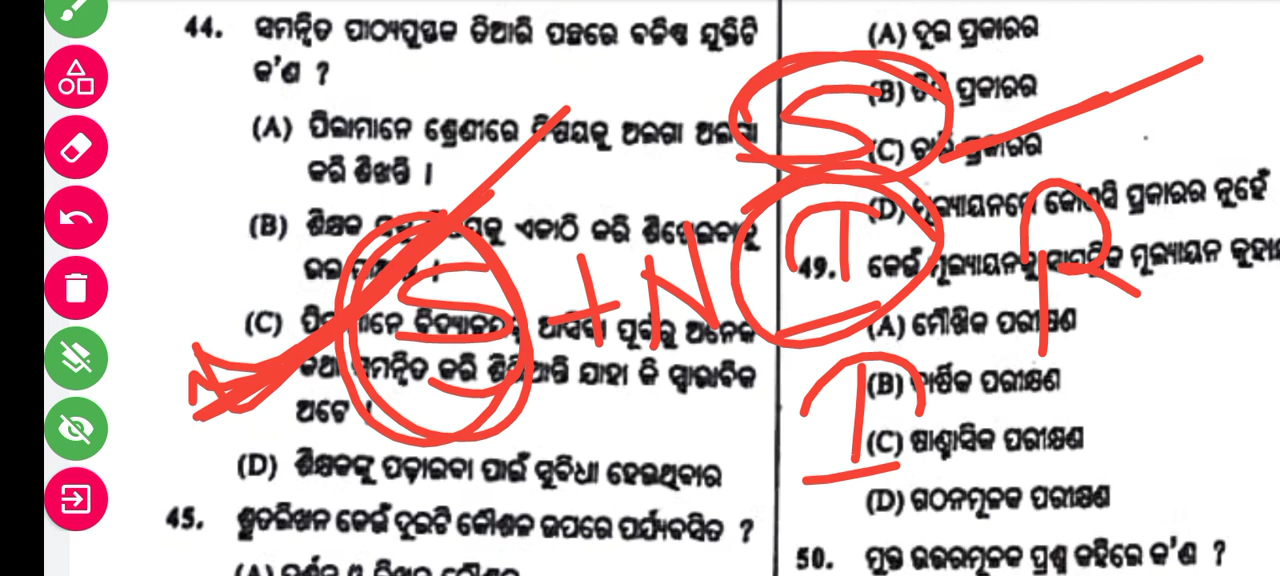 44. ସମନ୍ୱିତ ପାଠ୍ୟପୁସ୍ତକ ତିଆରି ପଛରେ ବଳିଷ୍ଠ ଯୁକ୍ତିଟି
କ'ଣ ?
(A) ପିଲାମାନେ ଶ୍ରେଣୀରେ ବିଷୟକୁ ଅଲଗା ଅଲଗା
କରି ଶିଖନ୍ତି ।
(B) ଶିକ୍ଷକ ଏକାଠି କରି ଶିଖେଇବାକୁ
ଭଲ
(C) ପିଲାମାନେ ବିଦ୍ୟାଳୟକୁ ଆସିବା ପୂର୍ବରୁ ଅନେକ
କଥା ସମନ୍ୱିତ କରି ଶିଖିଥାନ୍ତି ଯାହା କି ସ୍ୱାଭାବିକ
ଅଟେ ।
(D) ଶିକ୍ଷକଙ୍କୁ ପଢ଼ାଇବା ପାଇଁ ସୁବିଧା ହେଉଥିବାର
45. ଶ୍ରୁତଲିଖନ କେଉଁ ଦୁଇଟି କୌଶଳ ଉପରେ ପର୍ଯ୍ୟବସିତ ?
(A) ଦୁଇ ପ୍ରକାରର
(B) ତିନି ପ୍ରକାରର
(C) ଚାରି ପ୍ରକାରର
(D) ମୂଲ୍ୟାୟନରେ କୌଣସି ପ୍ରକାରର ନୁହେଁ
49. କେଉଁ ମୂଲ୍ୟାୟନକୁ ମୂଲ୍ୟାୟନ
(A) ମୌଖିକ ପରୀକ୍ଷଣ
(B) ବାର୍ଷିକ ପରୀକ୍ଷଣ
(C) ଷାଣ୍ମାସିକ ପରୀକ୍ଷଣ
(D) ଗଠନମୂଳକ ପରୀକ୍ଷଣ
50. ମୁକ୍ତ ଉତ୍ତରମୂଳକ ପ୍ରଶ୍ନ କହିଲେ କ'ଣ ?
S
S + N I R
I